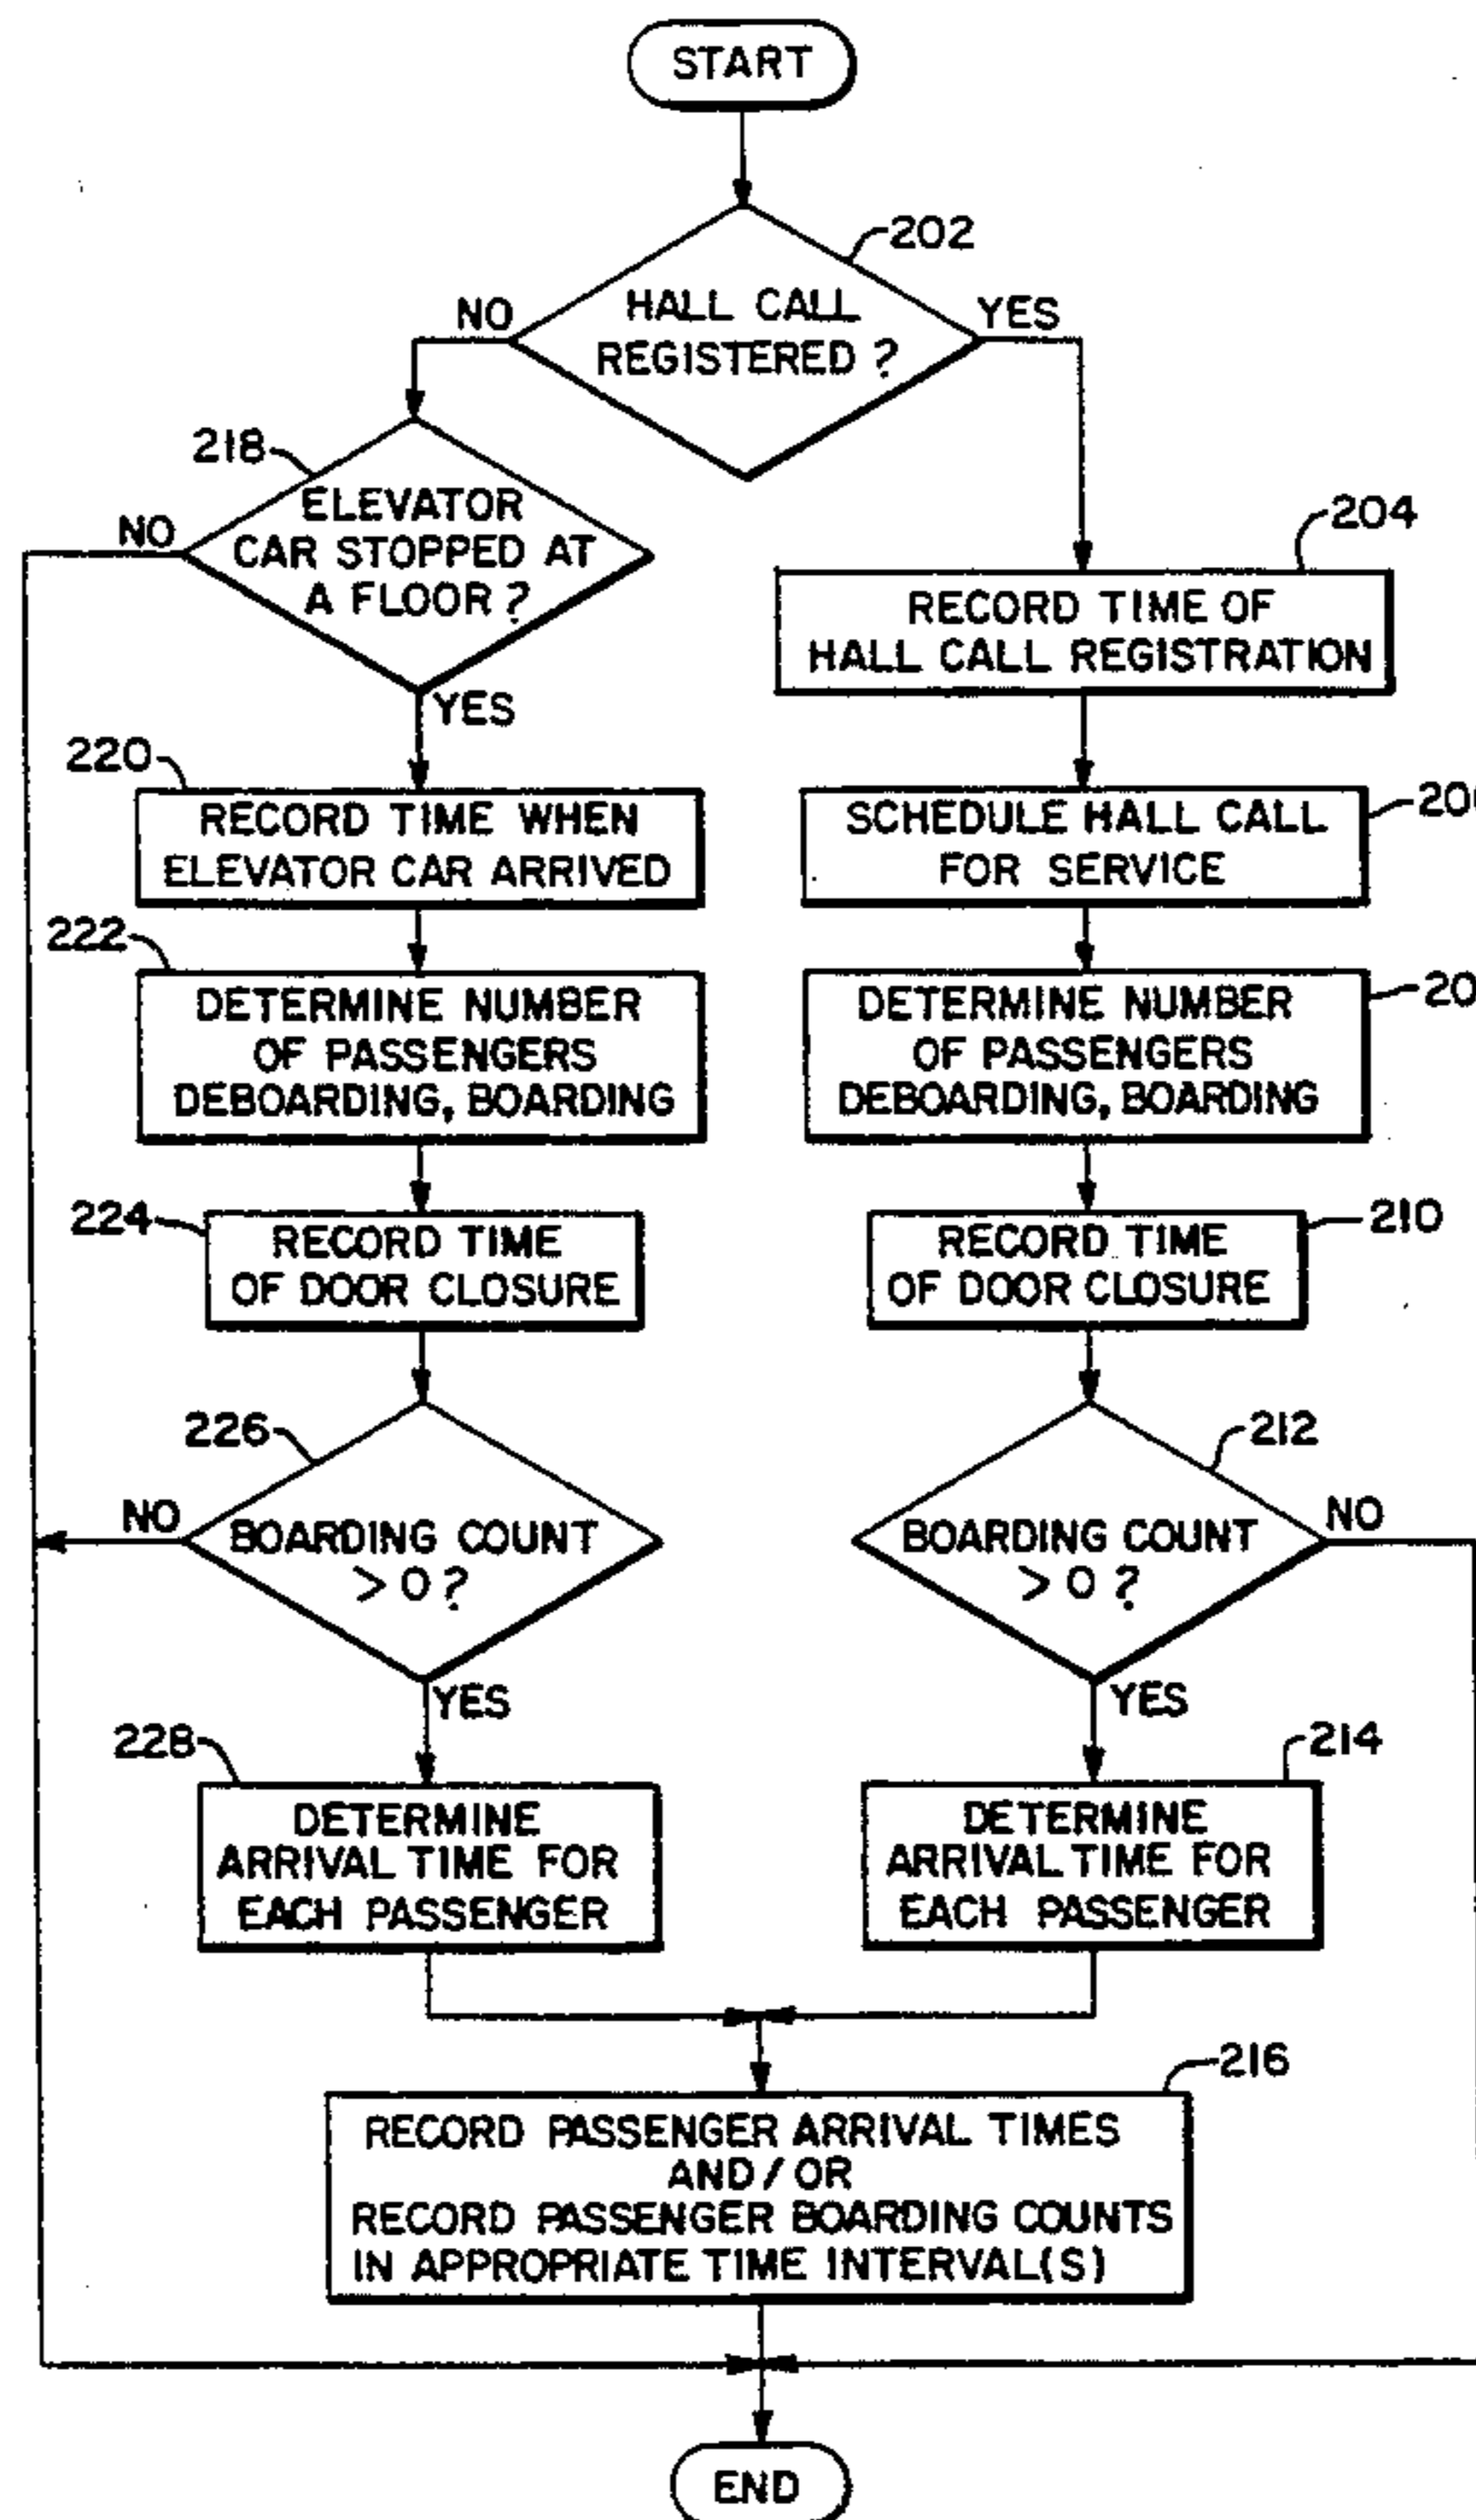 START
202
HALL CALL
REGISTERED ?
NO
YES
218
ELEVATOR
CAR STOPPED AT
A FLOOR ?
NO
YES
204
RECORD TIME OF
HALL CALL REGISTRATION
220
RECORD TIME WHEN
ELEVATOR CAR ARRIVED
SCHEDULE HALL CALL
FOR SERVICE
222
DETERMINE NUMBER
OF PASSENGERS
DEBOARDING, BOARDING
DETERMINE NUMBER
OF PASSENGERS
DEBOARDING, BOARDING
224
RECORD TIME
OF DOOR CLOSURE
210
RECORD TIME
OF DOOR CLOSURE
226
NO
BOARDING COUNT
> 0 ?
YES
212
BOARDING COUNT
> 0 ?
NO
YES
228
DETERMINE
ARRIVAL TIME FOR
EACH PASSENGER
214
DETERMINE
ARRIVAL TIME FOR
EACH PASSENGER
216
RECORD PASSENGER ARRIVAL TIMES
AND / OR
RECORD PASSENGER BOARDING COUNTS
IN APPROPRIATE TIME INTERVAL(S)
END